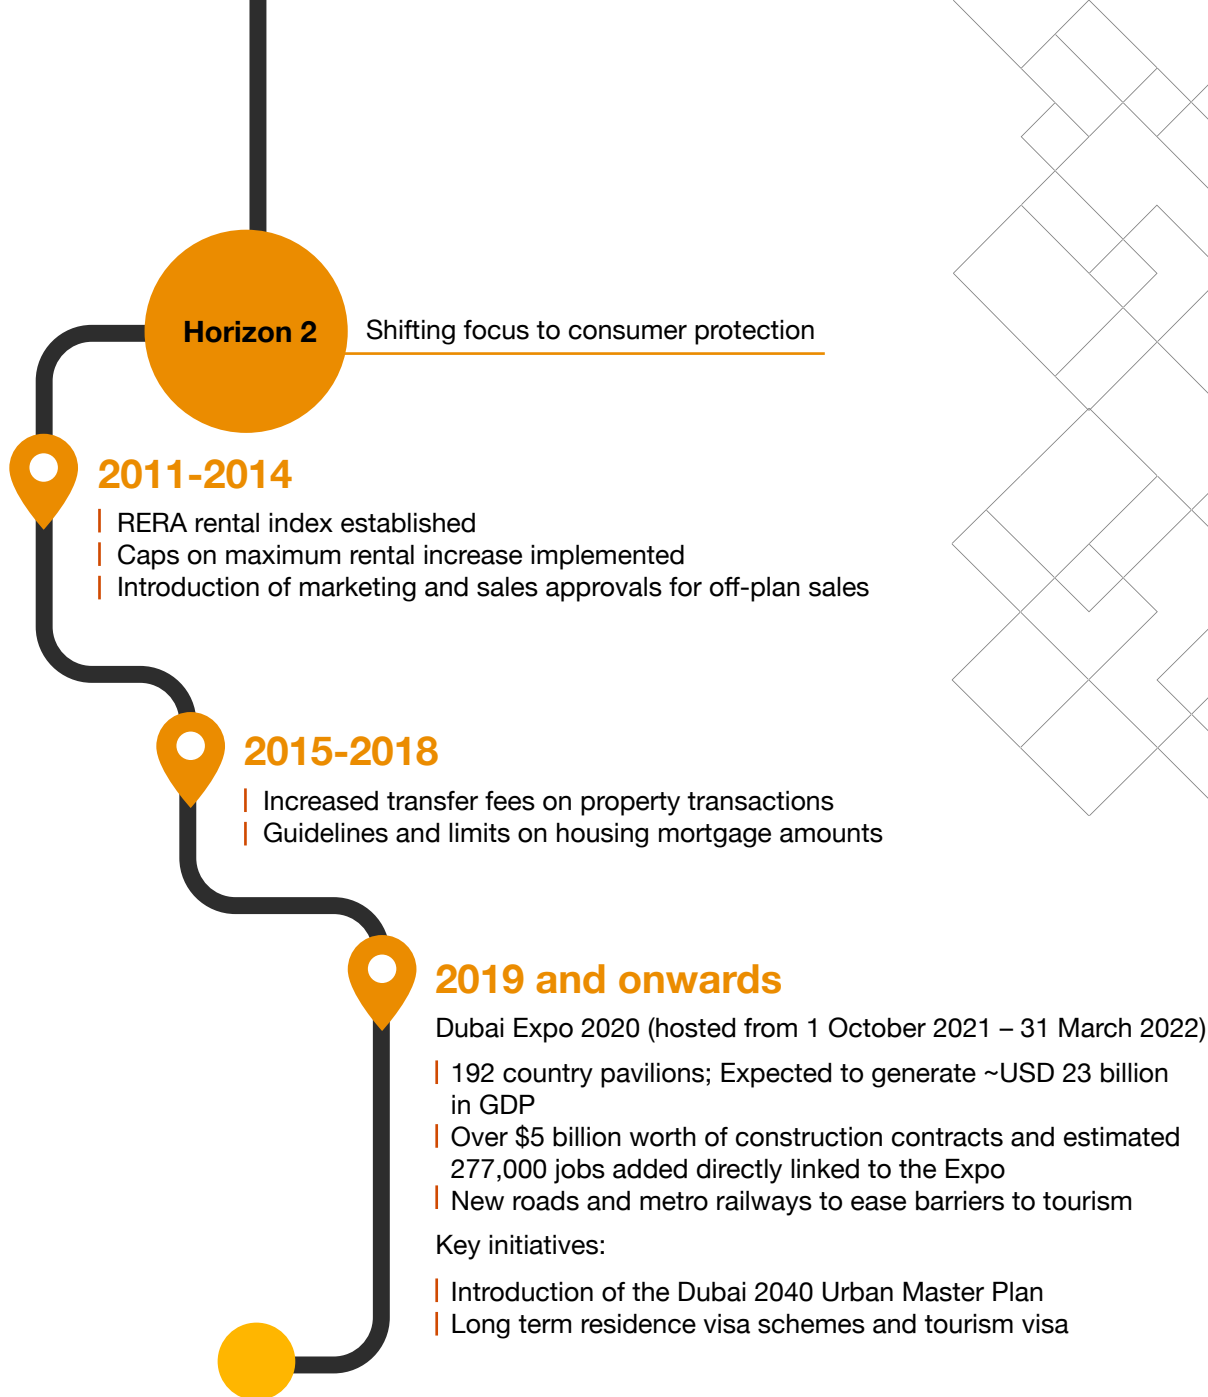 Horizon 2
Shifting focus to consumer protection
2011-2014
RERA rental index established
Caps on maximum rental increase implemented
Introduction of marketing and sales approvals for off-plan sales
2015-2018
Increased transfer fees on property transactions
Guidelines and limits on housing mortgage amounts
2019 and onwards
Dubai Expo 2020 (hosted from 1 October 2021 – 31 March 2022)
192 country pavilions; Expected to generate ~USD 23 billion
in GDP
Over $5 billion worth of construction contracts and estimated
277,000 jobs added directly linked to the Expo
New roads and metro railways to ease barriers to tourism
Key initiatives:
Introduction of the Dubai 2040 Urban Master Plan
Long term residence visa schemes and tourism visa